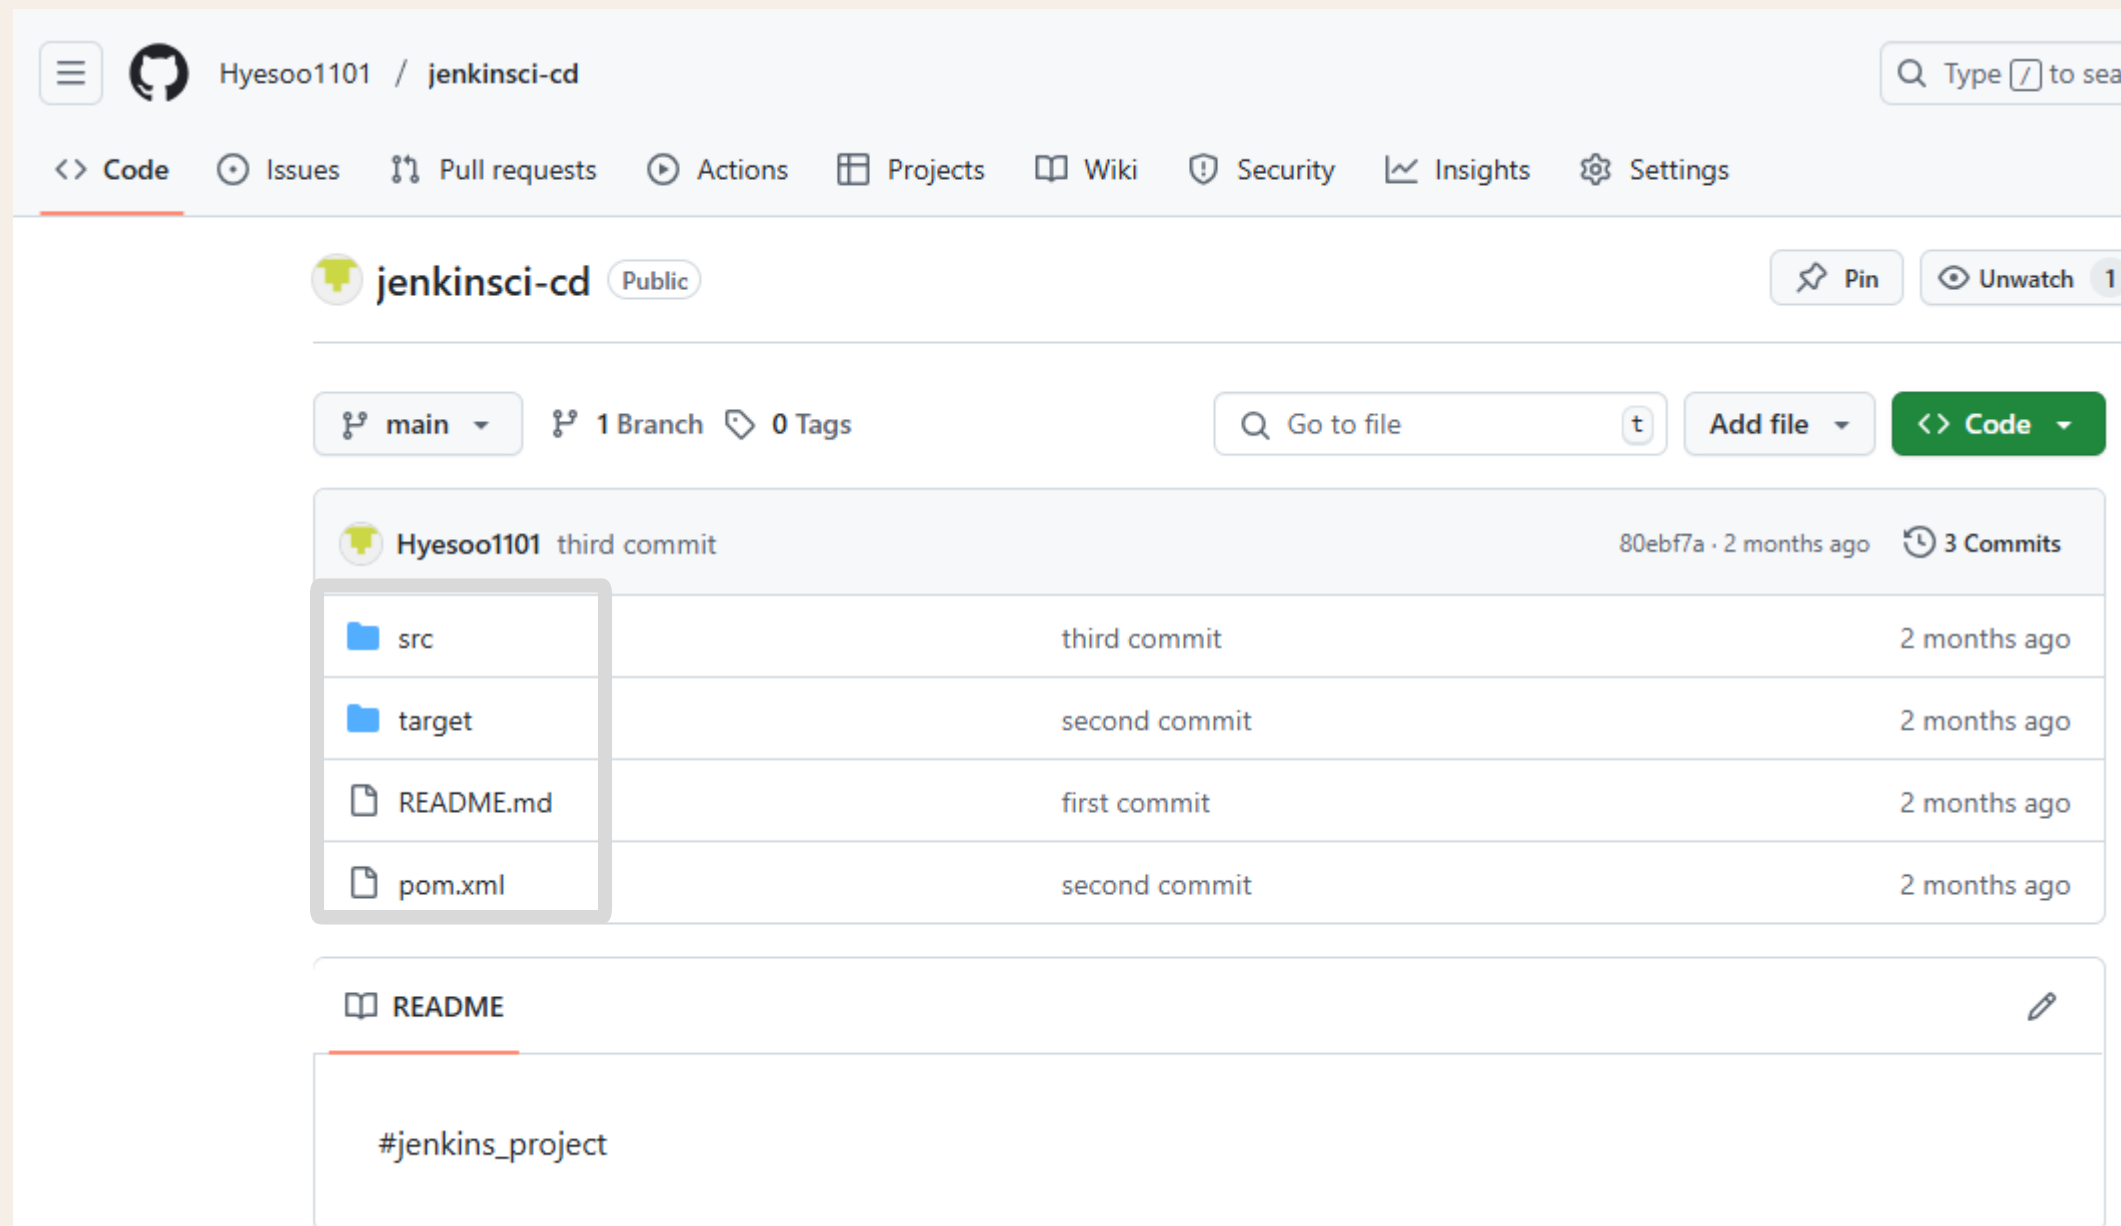 Hyesoo1101 / jenkinsci-cd
Type / to sea
Code Issues Pull requests Actions Projects Wiki Security Insights Settings
jenkinsci-cd Public
Pin Unwatch 1
main 1 Branch 0 Tags
Go to file t Add file Code
Hyesoo1101 third commit 80ebf7a · 2 months ago 3 Commits
src third commit 2 months ago
target second commit 2 months ago
README.md first commit 2 months ago
pom.xml second commit 2 months ago
README
#jenkins_project